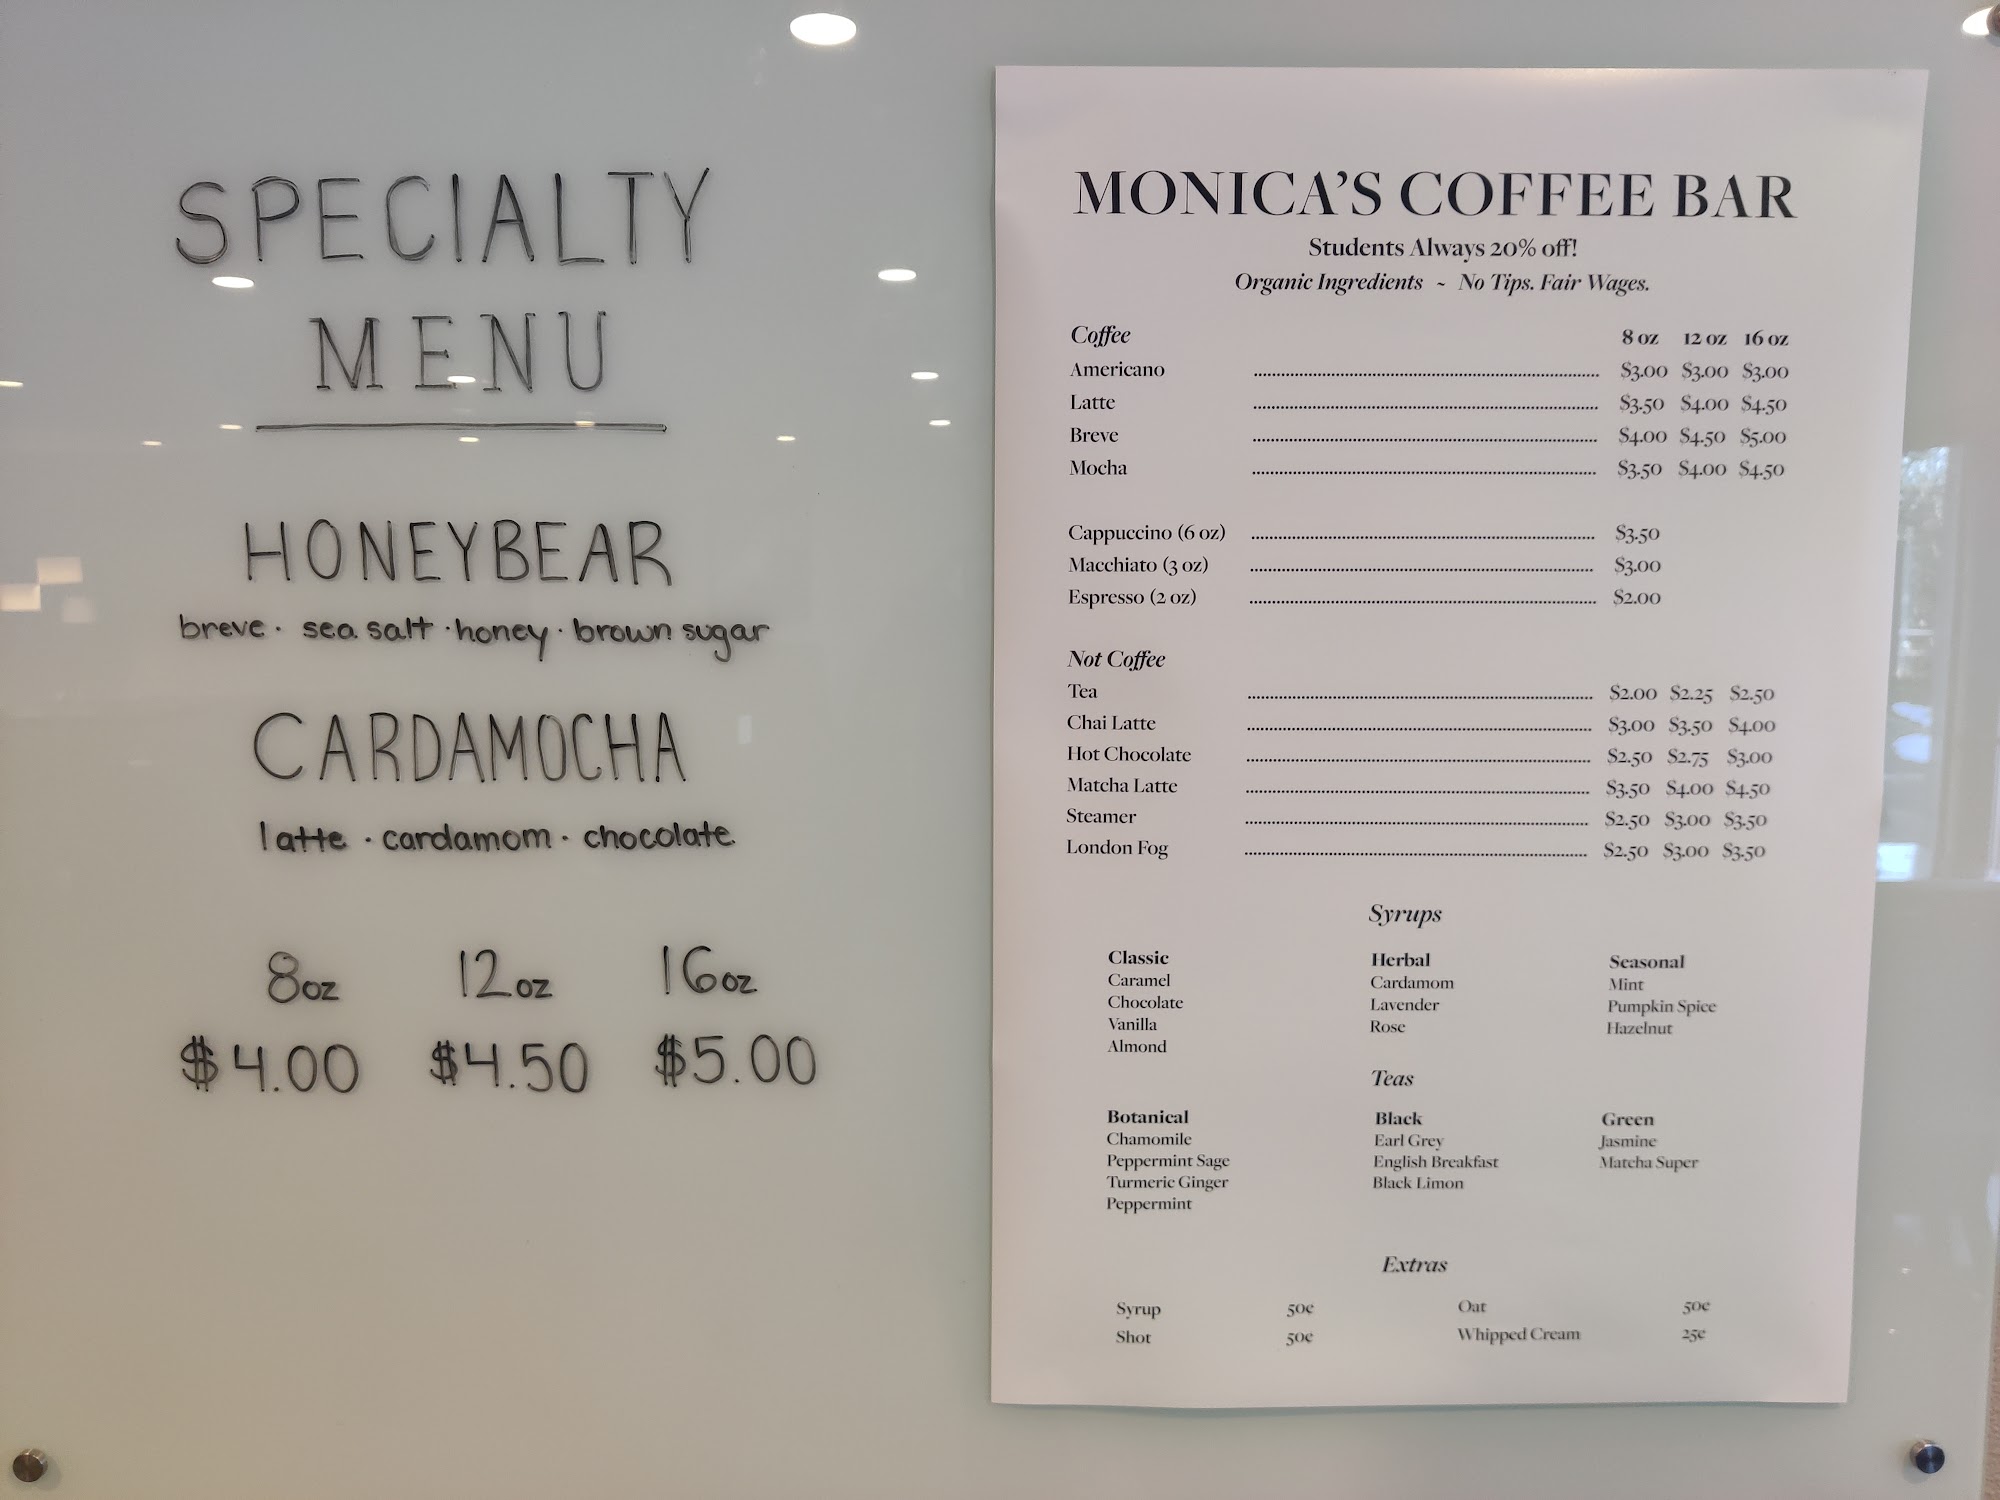 SPECIALTY
MENU
HONEYBEAR
breve · sea salt · honey · brown sugar
CARDAMOCHA
latte · cardamom · chocolate
8oz 12oz 16oz
$4.00 $4.50 $5.00
MONICA'S COFFEE BAR
Students Always 20% off!
Organic Ingredients ~ No Tips. Fair Wages.
Coffee 8 oz 12 oz 16 oz
Americano $3.00 $3.00 $3.00
Latte $3.50 $4.00 $4.50
Breve $4.00 $4.50 $5.00
Mocha $3.50 $4.00 $4.50
Cappuccino (6 oz) $3.50
Macchiato (3 oz) $3.00
Espresso (2 oz) $2.00
Not Coffee
Tea $2.00 $2.25 $2.50
Chai Latte $3.00 $3.50 $4.00
Hot Chocolate $2.50 $2.75 $3.00
Matcha Latte $3.50 $4.00 $4.50
Steamer $2.50 $3.00 $3.50
London Fog $2.50 $3.00 $3.50
Syrups
Classic Herbal Seasonal
Caramel Cardamom Mint
Chocolate Lavender Pumpkin Spice
Vanilla Rose Hazelnut
Almond
Teas
Botanical Black Green
Chamomile Earl Grey Jasmine
Peppermint Sage English Breakfast Matcha Super
Turmeric Ginger Black Limon
Peppermint
Extras
Syrup 50¢ Oat 50¢
Shot 50¢ Whipped Cream 25¢